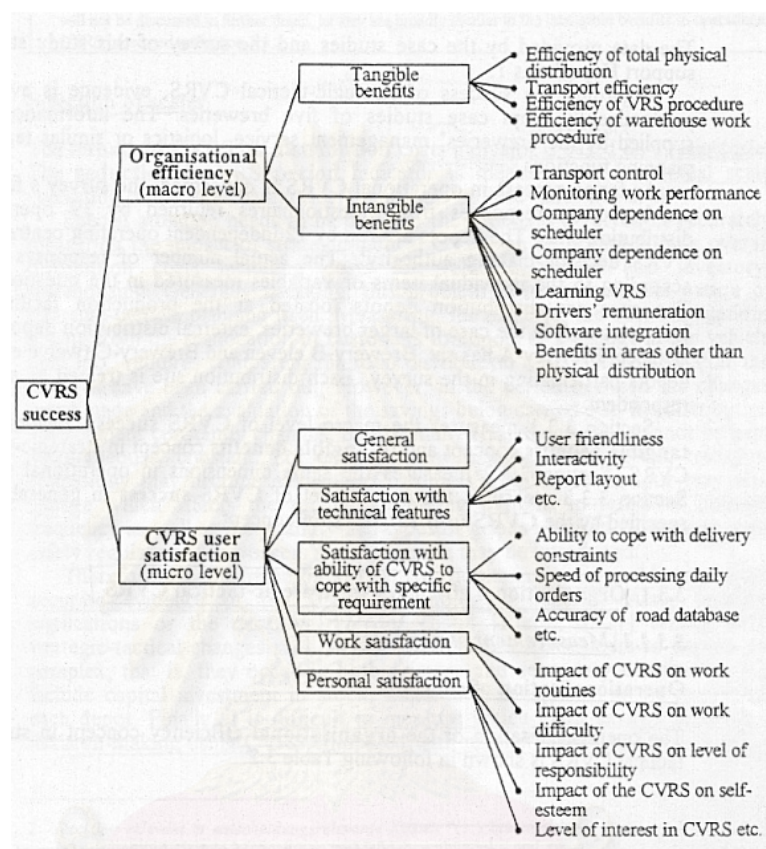 CVRS
success
Organisational
efficiency
(macro level)
Tangible
benefits
Efficiency of total physical
distribution
Transport efficiency
Efficiency of VRS procedure
Efficiency of warehouse work
procedure
Intangible
benefits
Transport control
Monitoring work performance
Company dependence on
scheduler
Company dependence on
scheduler
Learning VRS
Drivers' remuneration
Software integration
Benefits in areas other than
physical distribution
CVRS user
satisfaction
(micro level)
General
satisfaction
Satisfaction with
technical features
User friendliness
Interactivity
Report layout
etc.
Satisfaction with
ability of CVRS to
cope with specific
requirement
Ability to cope with delivery
constraints
Speed of processing daily
orders
Accuracy of road database
etc.
Work satisfaction
Personal satisfaction
Impact of CVRS on work
routines
Impact of CVRS on work
difficulty
Impact of CVRS on level of
responsibility
Impact of the CVRS on self-
esteem
Level of interest in CVRS etc.